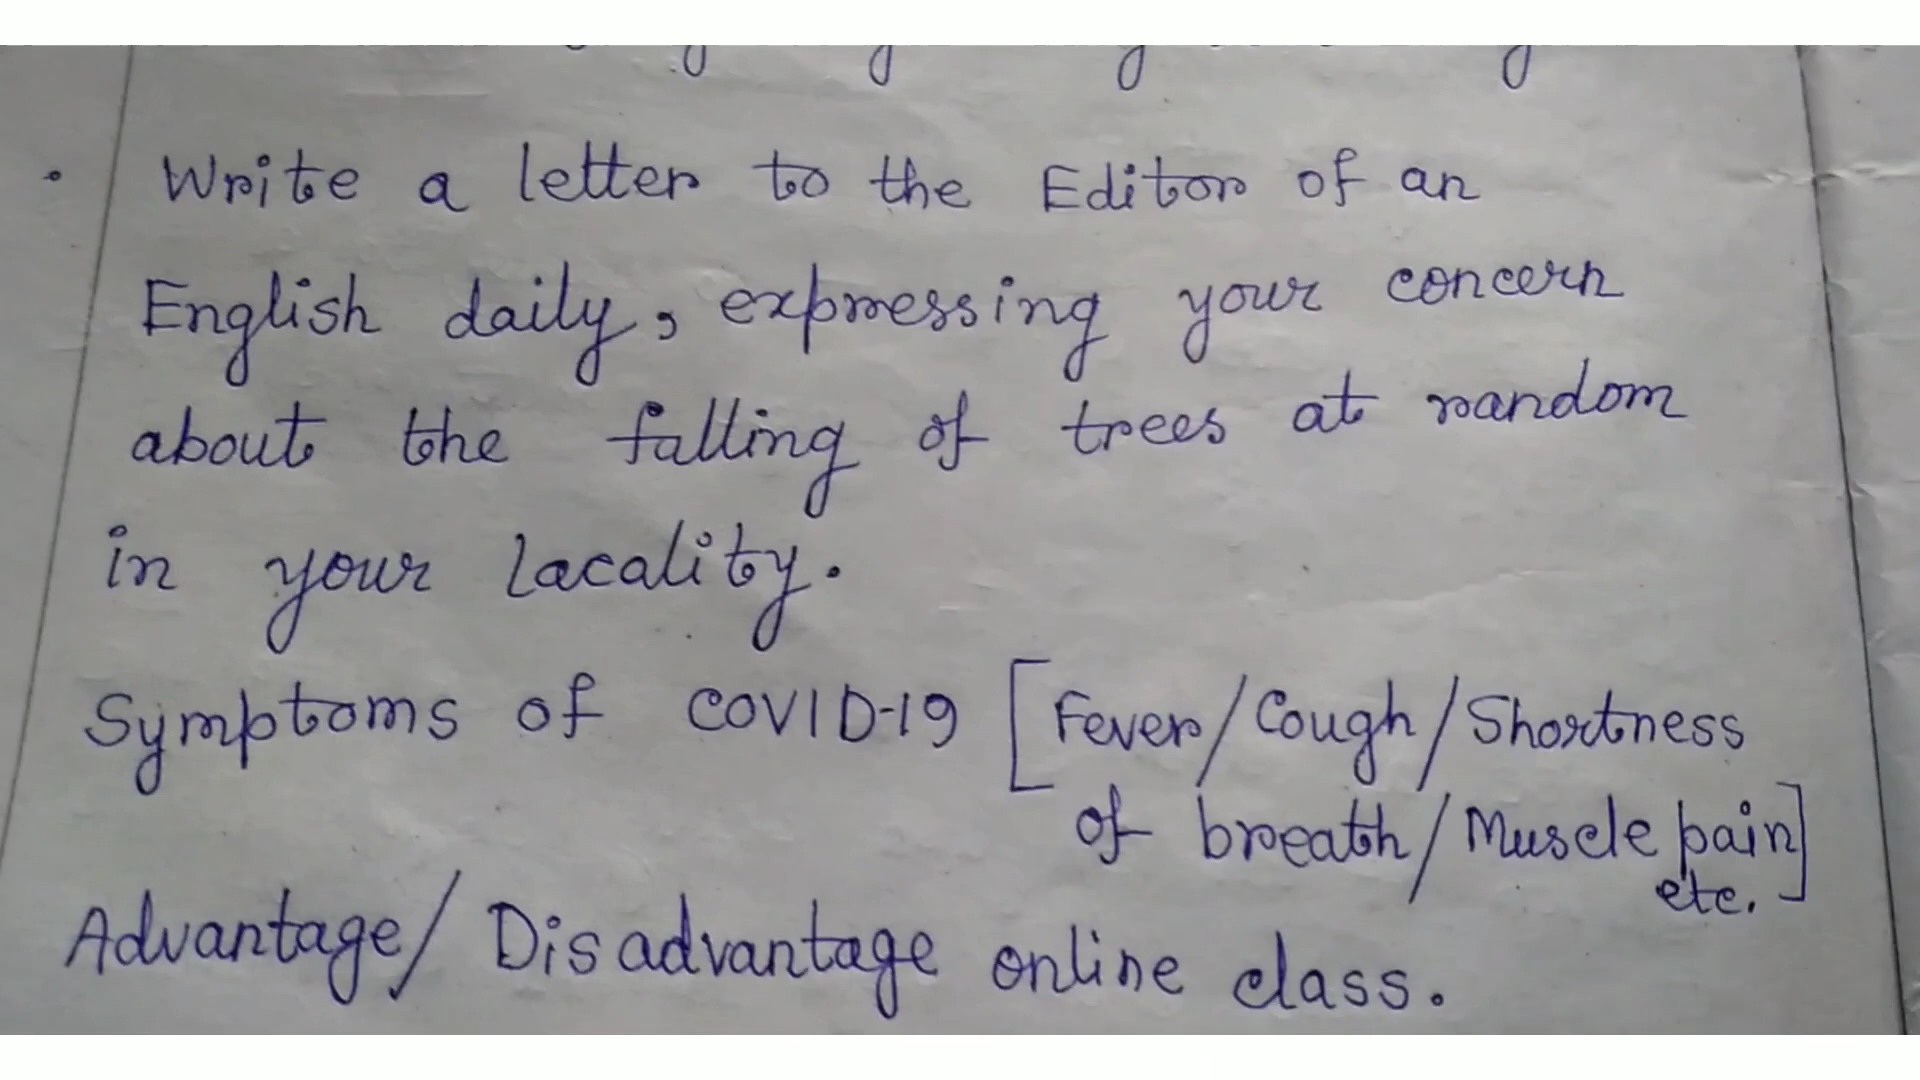 Write a letter to the Editor of an
English daily, expressing your concern
about the falling of trees at random
in your lacality.
Symptoms of COVID-19 [Fever/Cough/Shortness
of breath/Muscle pain]
etc.
Advantage/Disadvantage online class.